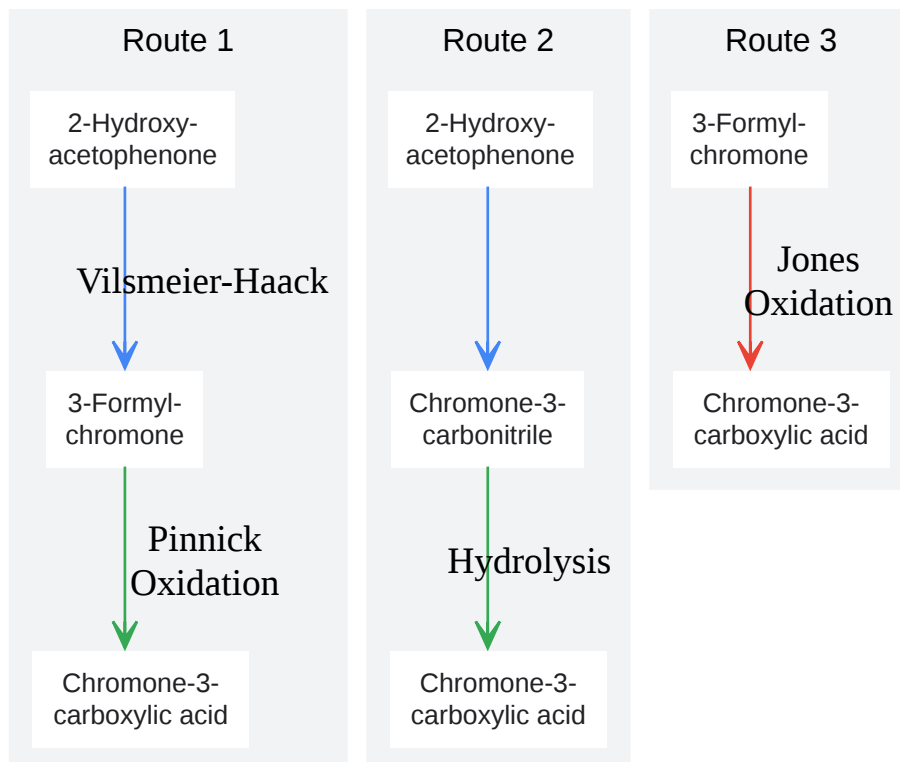 Route 1
2-Hydroxy-
acetophenone
Vilsmeier-Haack
3-Formyl-
chromone
Pinnick
Oxidation
Chromone-3-
carboxylic acid
Route 2
2-Hydroxy-
acetophenone
Chromone-3-
carbonitrile
Hydrolysis
Chromone-3-
carboxylic acid
Route 3
3-Formyl-
chromone
Jones
Oxidation
Chromone-3-
carboxylic acid